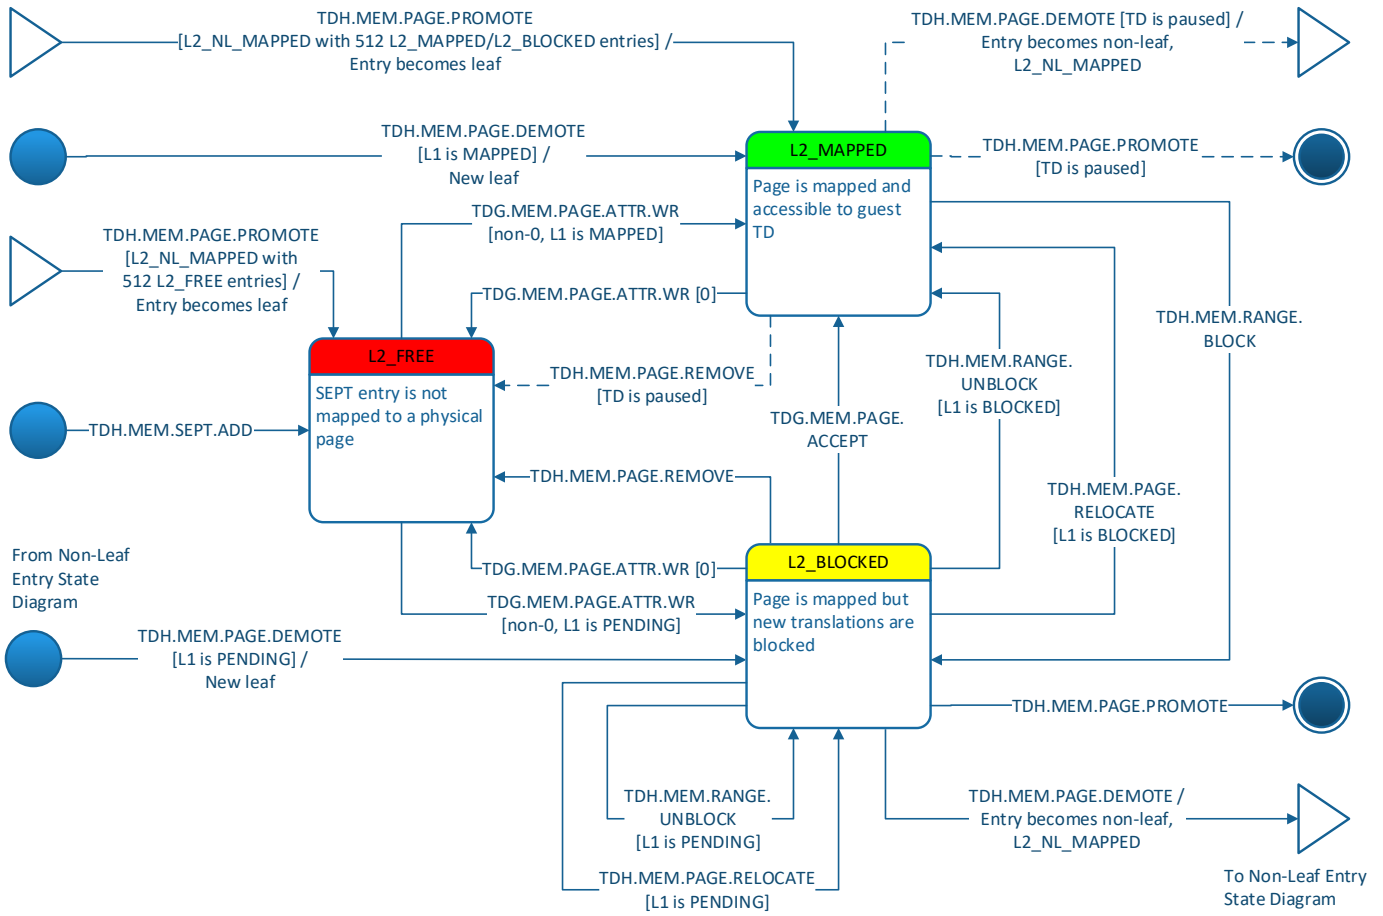 TDH.MEM.PAGE.PROMOTE
[L2_NL_MAPPED with 512 L2_MAPPED/L2_BLOCKED entries] /
Entry becomes leaf
TDH.MEM.PAGE.DEMOTE [TD is paused] /
Entry becomes non-leaf,
L2_NL_MAPPED
TDH.MEM.PAGE.DEMOTE
[L1 is MAPPED] /
New leaf
L2_MAPPED
Page is mapped and
accessible to guest
TD
TDH.MEM.PAGE.PROMOTE
[TD is paused]
TDG.MEM.PAGE.ATTR.WR
[non-0, L1 is MAPPED]
TDH.MEM.PAGE.PROMOTE
[L2_NL_MAPPED with
512 L2_FREE entries] /
Entry becomes leaf
TDG.MEM.PAGE.ATTR.WR [0]
TDH.MEM.RANGE.
BLOCK
L2_FREE
SEPT entry is not
mapped to a physical
page
TDH.MEM.PAGE.REMOVE
[TD is paused]
TDH.MEM.RANGE.
UNBLOCK
[L1 is BLOCKED]
TDG.MEM.PAGE.
ACCEPT
TDH.MEM.SEPT.ADD
TDH.MEM.PAGE.REMOVE
TDH.MEM.PAGE.
RELOCATE
[L1 is BLOCKED]
From Non-Leaf
Entry State
Diagram
TDG.MEM.PAGE.ATTR.WR [0]
L2_BLOCKED
Page is mapped but
new translations are
blocked
TDG.MEM.PAGE.ATTR.WR
[non-0, L1 is PENDING]
TDH.MEM.PAGE.DEMOTE
[L1 is PENDING] /
New leaf
TDH.MEM.PAGE.PROMOTE
TDH.MEM.RANGE.
UNBLOCK
[L1 is PENDING]
TDH.MEM.PAGE.DEMOTE /
Entry becomes non-leaf,
L2_NL_MAPPED
TDH.MEM.PAGE.RELOCATE
[L1 is PENDING]
To Non-Leaf Entry
State Diagram